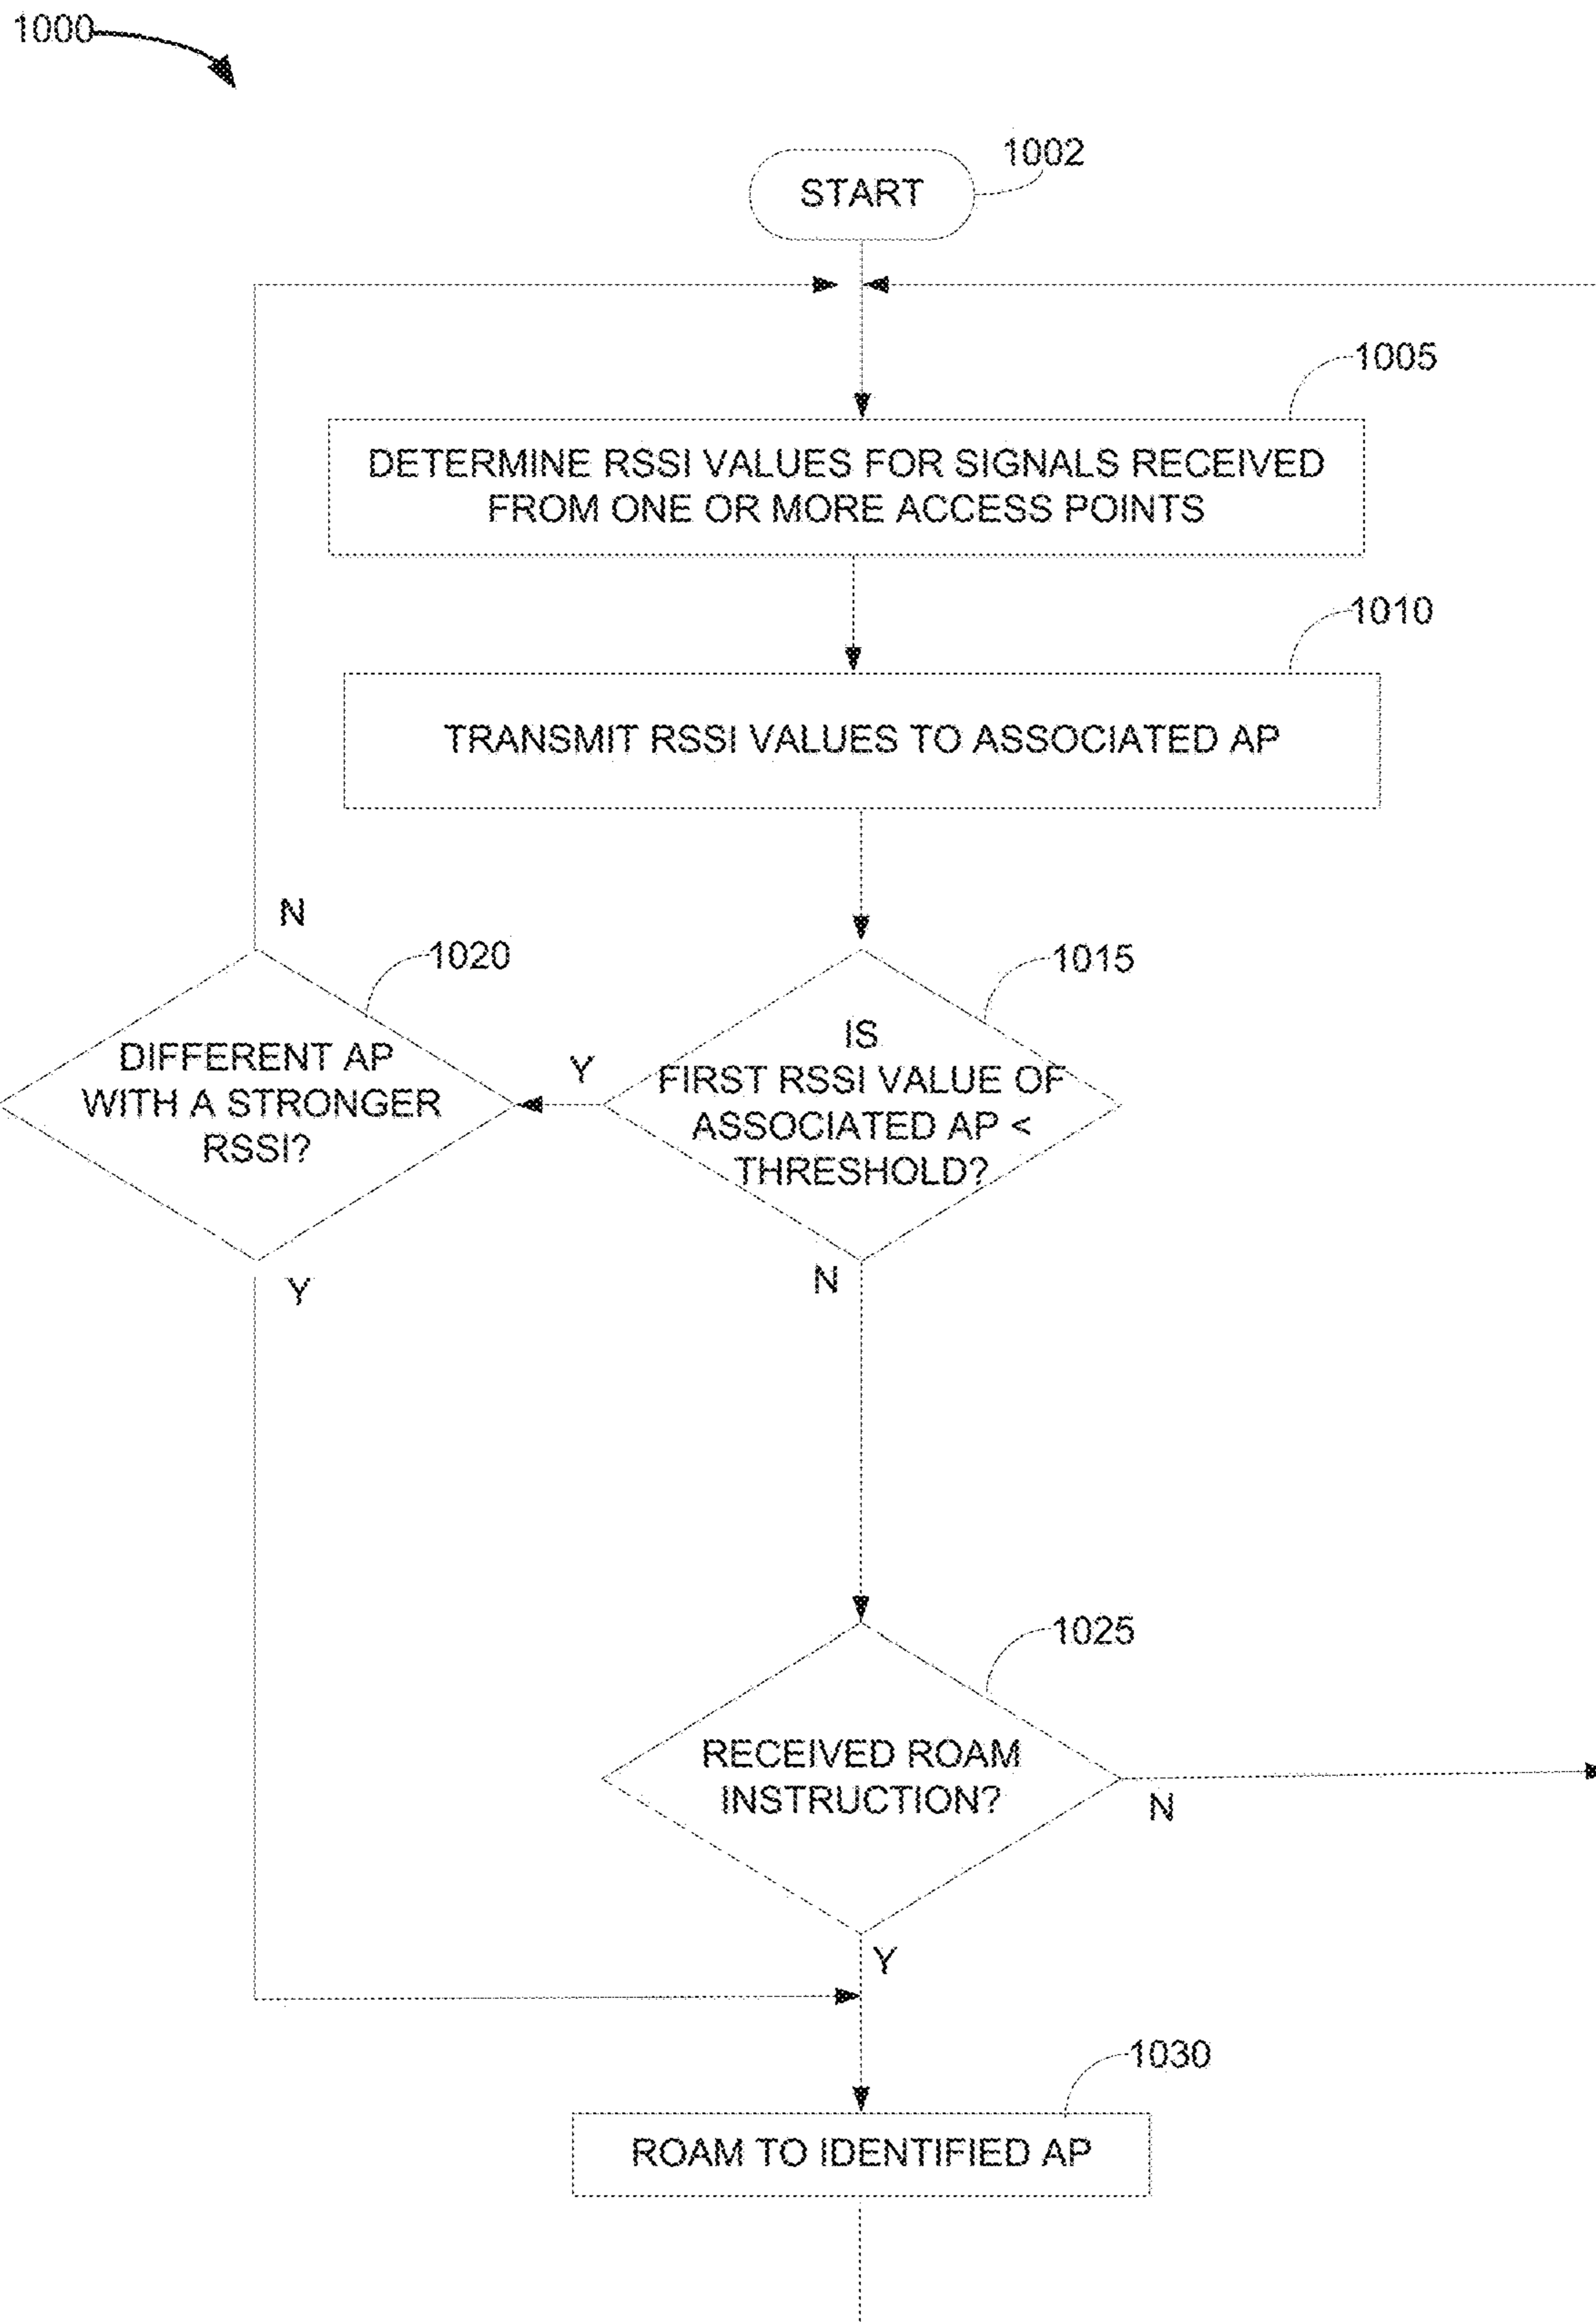 1000
1002
START
1005
DETERMINE RSSI VALUES FOR SIGNALS RECEIVED
FROM ONE OR MORE ACCESS POINTS
1010
TRANSMIT RSSI VALUES TO ASSOCIATED AP
N
1020
1015
DIFFERENT AP
WITH A STRONGER
RSSI?
Y
IS
FIRST RSSI VALUE OF
ASSOCIATED AP <
THRESHOLD?
Y
N
1025
RECEIVED ROAM
INSTRUCTION?
N
Y
1030
ROAM TO IDENTIFIED AP